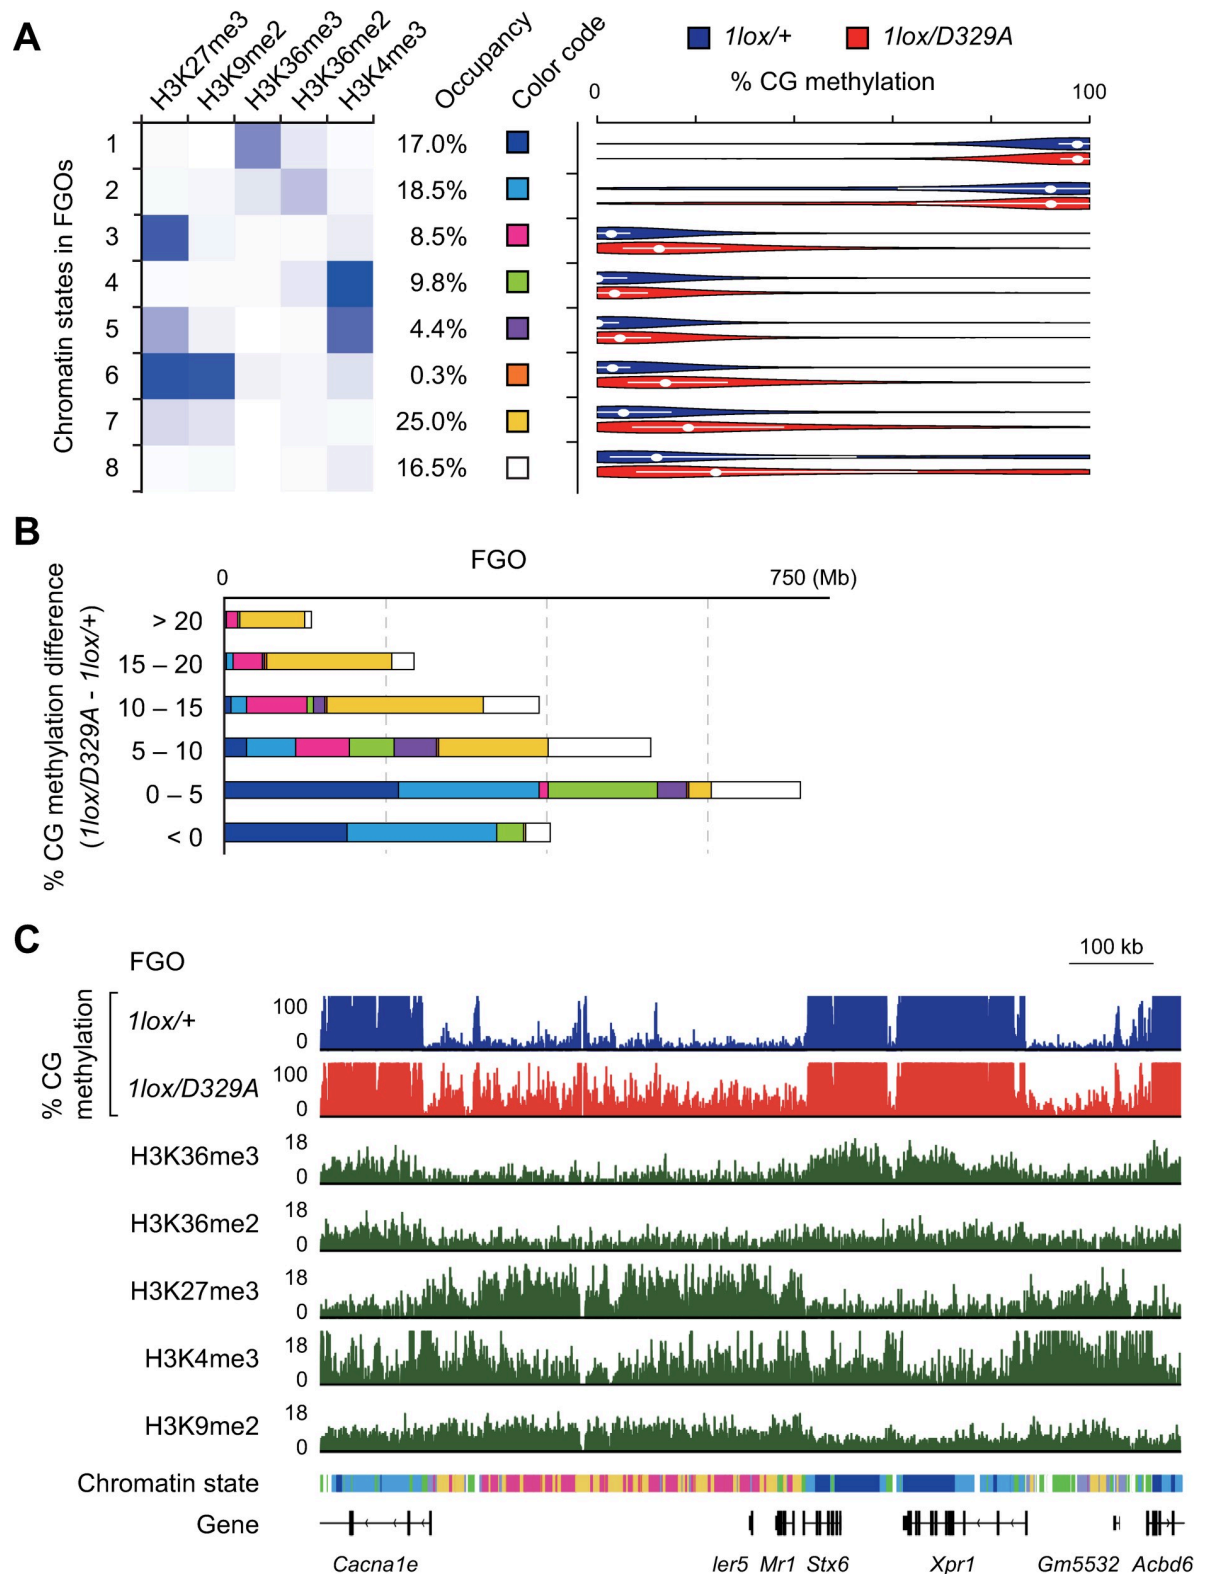 A
H3K27me3
H3K9me2
H3K36me3
H3K36me2
H3K4me3
Occupancy
Color code
1lox/+
1lox/D329A
% CG methylation
0
100
Chromatin states in FGOs
1
17.0%
2
18.5%
3
8.5%
4
9.8%
5
4.4%
6
0.3%
7
25.0%
8
16.5%
B
FGO
0
750 (Mb)
% CG methylation difference
(1lox/D329A - 1lox/+)
> 20
15 – 20
10 – 15
5 – 10
0 – 5
< 0
C
FGO
100 kb
% CG
methylation
1lox/+
100
0
1lox/D329A
100
0
H3K36me3
18
0
H3K36me2
18
0
H3K27me3
18
0
H3K4me3
18
0
H3K9me2
18
0
Chromatin state
Gene
Cacna1e
Ier5
Mr1
Stx6
Xpr1
Gm5532
Acbd6